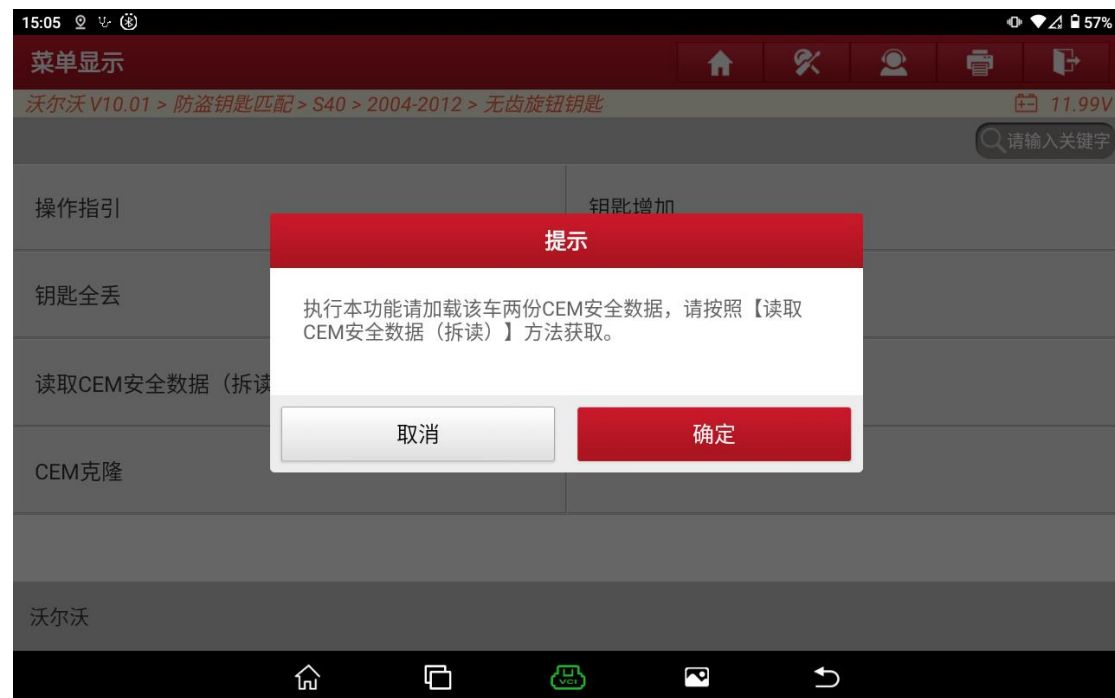 15:05
57%
菜单显示
沃尔沃 V10.01 > 防盗钥匙匹配 > S40 > 2004-2012 > 无齿旋钮钥匙
11.99V
请输入关键字
操作指引
钥匙增加
提示
钥匙全丢
执行本功能请加载该车两份CEM安全数据，请按照【读取
CEM安全数据（拆读）】方法获取。
读取CEM安全数据（拆读
取消
确定
CEM克隆
沃尔沃
VCI